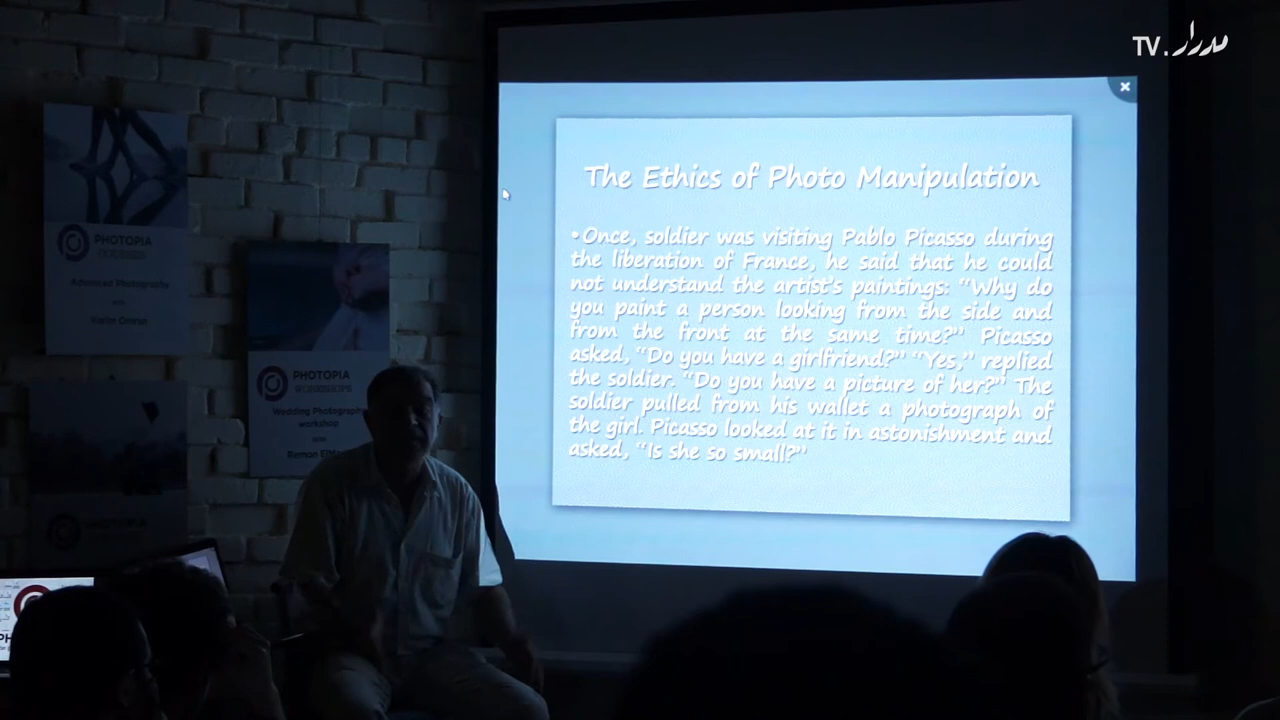 TV. مدرار
The Ethics of Photo Manipulation
• Once, soldier was visiting Pablo Picasso during
the liberation of France, he said that he could
not understand the artist's paintings: “Why do
you paint a person looking from the side and
from the front at the same time?” Picasso
asked, “Do you have a girlfriend?” “Yes,” replied
the soldier. “Do you have a picture of her?” The
soldier pulled from his wallet a photograph of
the girl. Picasso looked at it in astonishment and
asked, “Is she so small?”
PHOTOPIA
Advanced Photography
with
PHOTOPIA
WORKSHOPS
Wedding Photography
workshop
with
PHOTOPIA